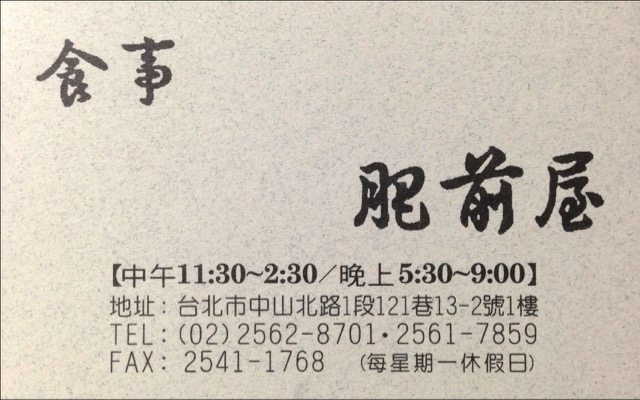 食事
肥前屋
【中午11:30~2:30/晚上5:30~9:00】
地址：台北市中山北路1段121巷13-2號1樓
TEL：(02)2562-8701・2561-7859
FAX：2541-1768 (每星期一休假日)